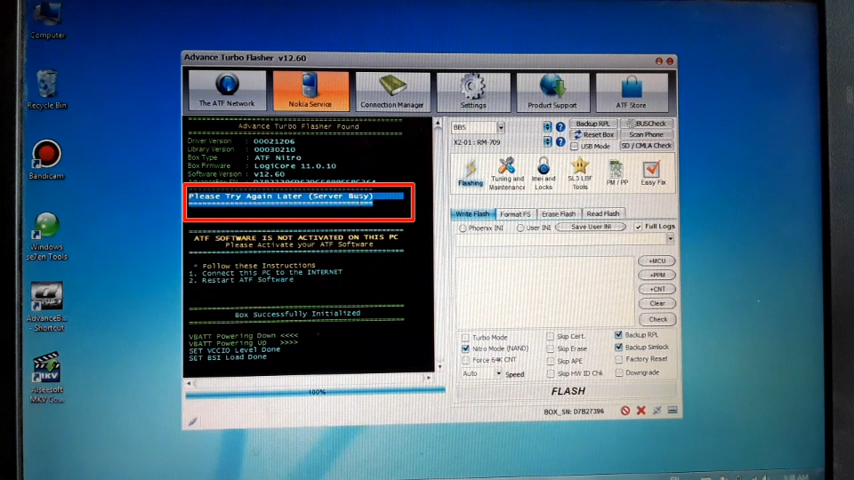 Computer
Recycle Bin
Bandicam
Windows
se7en Tools
AdvanceB...
- Shortcut
MKV
Aiseesoft
MKV Co...
Advance Turbo Flasher v12.60
The ATF Network
Nokia Service
Connection Manager
Settings
Product Support
ATF Store
Advance Turbo Flasher Found
Driver Version : 00021206
Library Version : 00030210
Box Type : ATF Nitro
Box Firmware : LogiCore 11.0.10
Software Version : v12.60
Please Try Again Later (Server Busy)
ATF SOFTWARE IS NOT ACTIVATED ON THIS PC
Please Activate your ATF Software
* Follow these Instructions
1. Connect this PC to the INTERNET
2. Restart ATF Software
Box Successfully Initialized
VBATT Powering Down <<<<
VBATT Powering Up >>>>
SET VCCIO Level Done
SET BSI Load Done
100%
BB5
X2-01 : RM-709
Backup RPL
BUSCheck
Reset Box
Scan Phone
USB Mode
SD / CMLA Check
Flashing
Tuning and
Maintenance
Imei and
Locks
SL3 LBF
Tools
PM / PP
Easy Fix
Write Flash
Format FS
Erase Flash
Read Flash
Phoenix INI
User INI
Save User INI
Full Logs
+MCU
+PPM
+CNT
Clear
Check
Turbo Mode
Skip Cert.
Backup RPL
Nitro Mode (NAND)
Skip Erase
Backup Simlock
Force 64K CNT
Skip APE
Factory Reset
Auto
Speed
Skip HW ID Chk
Downgrade
FLASH
BOX_SN: D7B27396